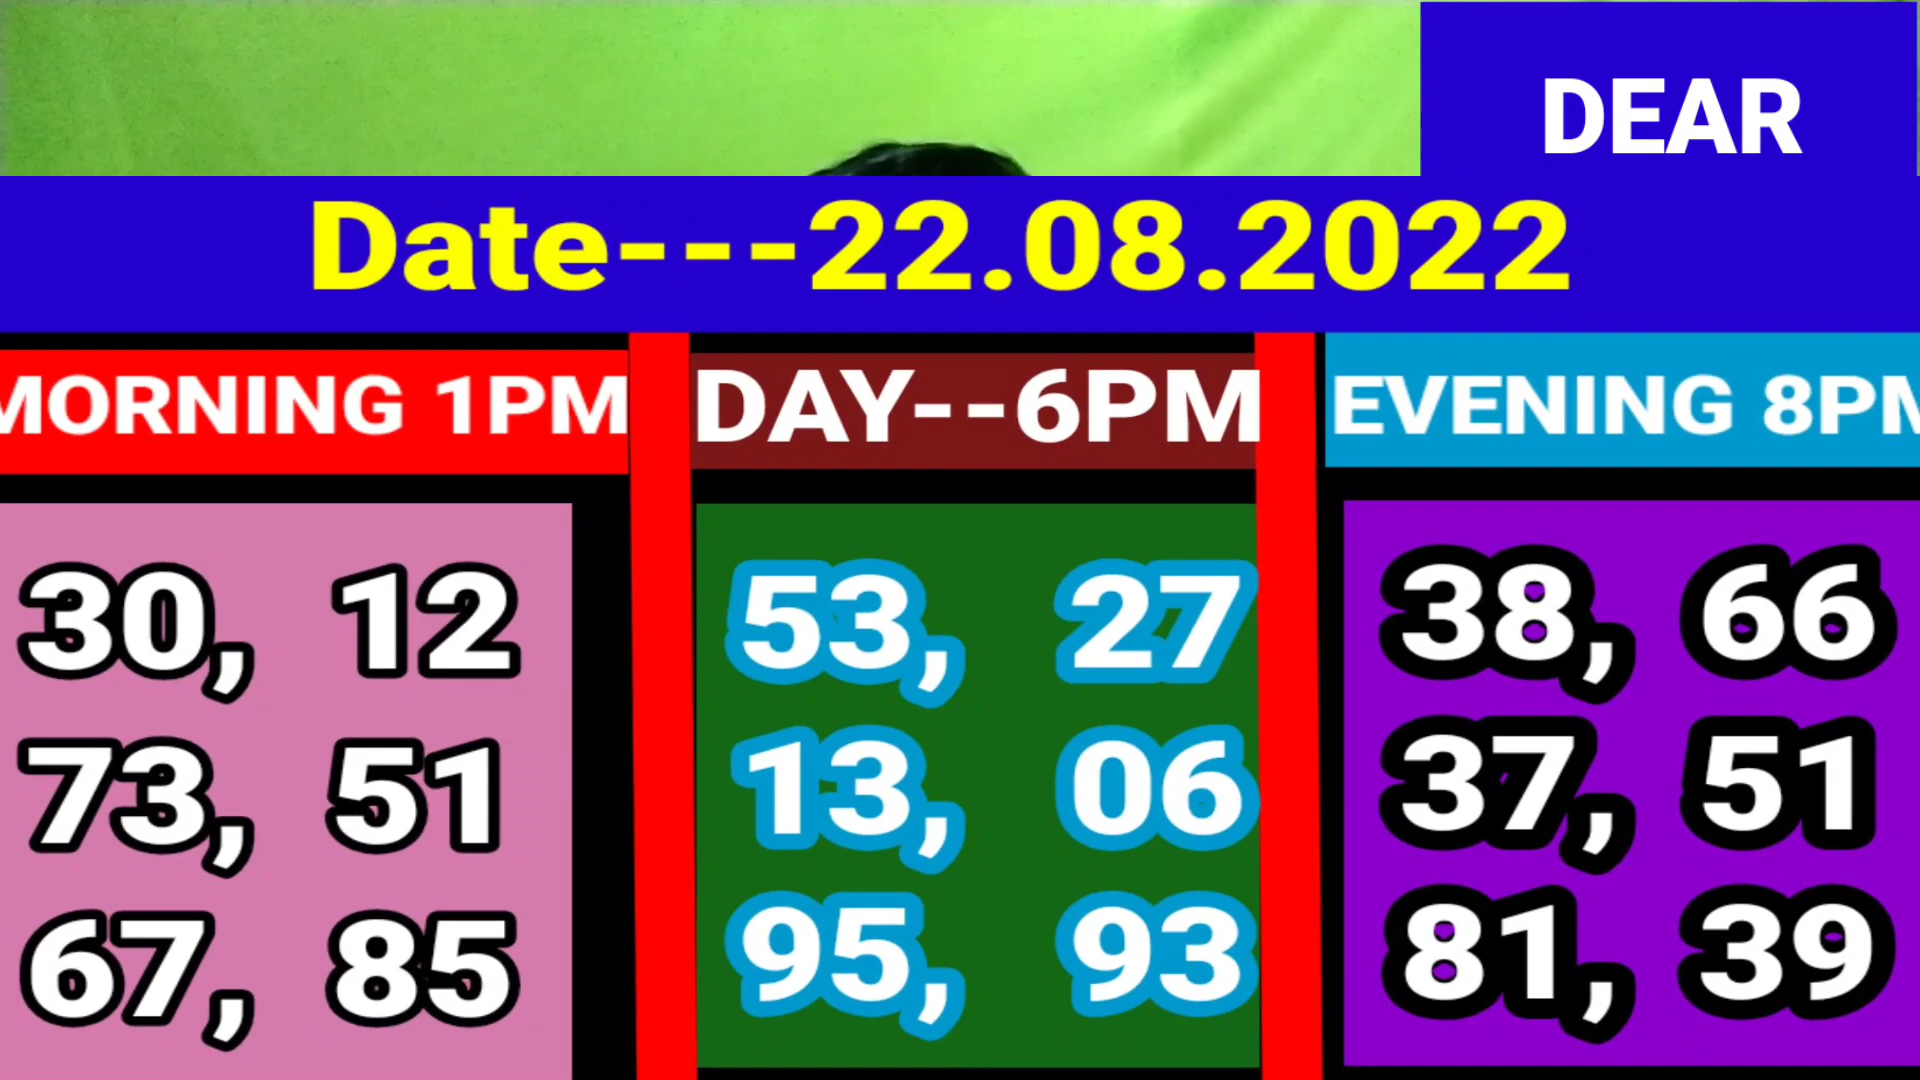 DEAR
Date---22.08.2022
MORNING 1PM
DAY--6PM
EVENING 8PM
30, 12
73, 51
67, 85
53, 27
13, 06
95, 93
38, 66
37, 51
81, 39